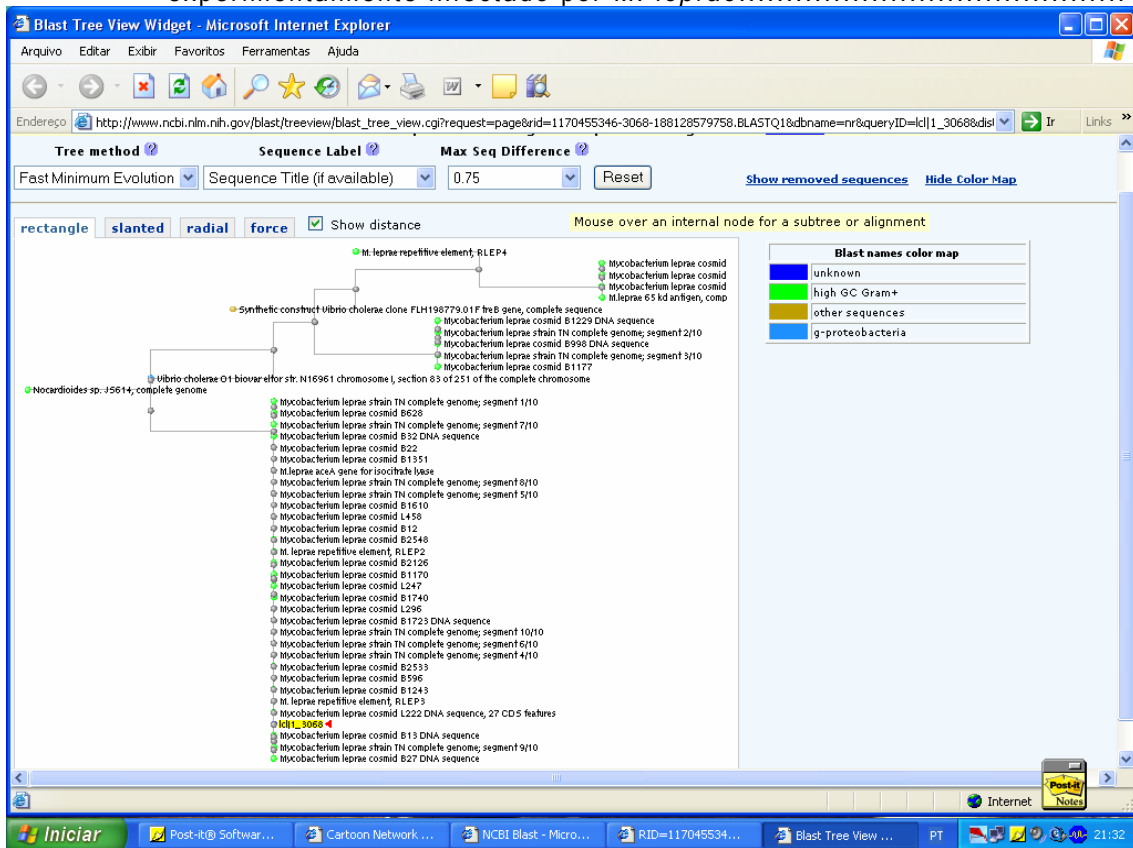 experimentalmente infectado por M. leprae
Blast Tree View Widget - Microsoft Internet Explorer
Arquivo Editar Exibir Favoritos Ferramentas Ajuda
Endereço http://www.ncbi.nlm.nih.gov/blast/treeview/blast_tree_view.cgi?request=page&rid=1170455346-3068-188128579758.BLASTQ1&dbname=nr&queryID=lcl|1_3068&disl Ir Links »
Tree method Sequence Label Max Seq Difference
Fast Minimum Evolution Sequence Title (if available) 0.75 Reset Show removed sequences Hide Color Map
rectangle slanted radial force Show distance Mouse over an internal node for a subtree or alignment
M. leprae repetitive element, RLEP4
Mycobacterium leprae cosmid
Mycobacterium leprae cosmid
Mycobacterium leprae cosmid
M.leprae 65 kd antigen, comp
Synthetic construct Vibrio cholerae clone FLH198779.01F treB gene, complete sequence
Mycobacterium leprae cosmid B1229 DNA sequence
Mycobacterium leprae strain TN complete genome; segment 2/10
Mycobacterium leprae cosmid B998 DNA sequence
Mycobacterium leprae strain TN complete genome; segment 3/10
Mycobacterium leprae cosmid B1177
Vibrio cholerae O1 biovar eltor str. N16961 chromosome I, section 83 of 251 of the complete chromosome
Nocardioides sp. JS614, complete genome
Mycobacterium leprae strain TN complete genome; segment 1/10
Mycobacterium leprae cosmid B628
Mycobacterium leprae strain TN complete genome; segment 7/10
Mycobacterium leprae cosmid B32 DNA sequence
Mycobacterium leprae cosmid B22
Mycobacterium leprae cosmid B1351
M.leprae aceA gene for isocitrate lyase
Mycobacterium leprae strain TN complete genome; segment 8/10
Mycobacterium leprae strain TN complete genome; segment 5/10
Mycobacterium leprae cosmid B1610
Mycobacterium leprae cosmid L458
Mycobacterium leprae cosmid B12
Mycobacterium leprae cosmid B2548
M. leprae repetitive element, RLEP2
Mycobacterium leprae cosmid B2126
Mycobacterium leprae cosmid B1170
Mycobacterium leprae cosmid L247
Mycobacterium leprae cosmid B1740
Mycobacterium leprae cosmid L296
Mycobacterium leprae cosmid B1723 DNA sequence
Mycobacterium leprae strain TN complete genome; segment 10/10
Mycobacterium leprae strain TN complete genome; segment 6/10
Mycobacterium leprae strain TN complete genome; segment 4/10
Mycobacterium leprae cosmid B2533
Mycobacterium leprae cosmid B596
Mycobacterium leprae cosmid B1243
M. leprae repetitive element, RLEP3
Mycobacterium leprae cosmid L222 DNA sequence, 27 CDS features
lcl|1_3068
Mycobacterium leprae cosmid B13 DNA sequence
Mycobacterium leprae strain TN complete genome; segment 9/10
Mycobacterium leprae cosmid B27 DNA sequence
Blast names color map
unknown
high GC Gram+
other sequences
g-proteobacteria
Post-it
Notes
Internet
Iniciar Post-it® Softwar... Cartoon Network ... NCBI Blast - Micro... RID=117045534... Blast Tree View ... PT 21:32